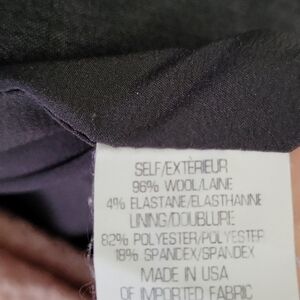 SELF/EXTÉRIEUR
96% WOOL/LAINE
4% ELASTANE/ELASTHANNE
LINING/DOUBLURE
82% POLYESTER/POLYESTER
18% SPANDEX/SPANDEX
MADE IN USA
OF IMPORTED FABRIC